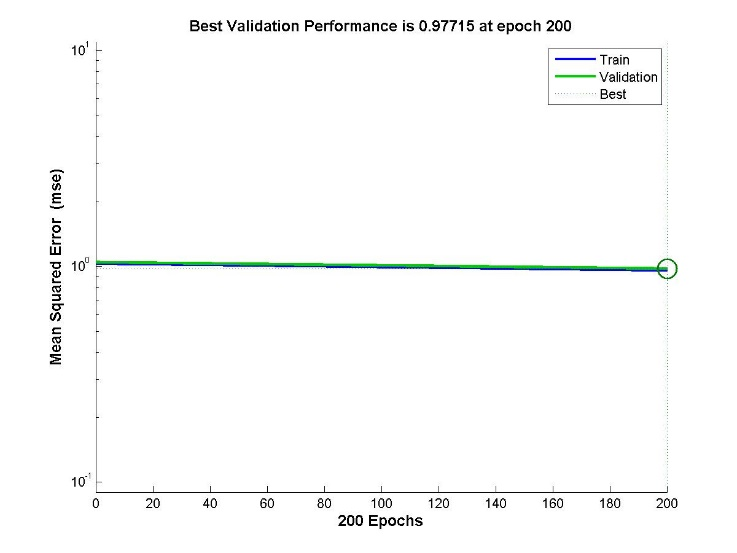 Best Validation Performance is 0.97715 at epoch 200
10^1
10^0
10^-1
Mean Squared Error (mse)
Train
Validation
Best
0 20 40 60 80 100 120 140 160 180 200
200 Epochs